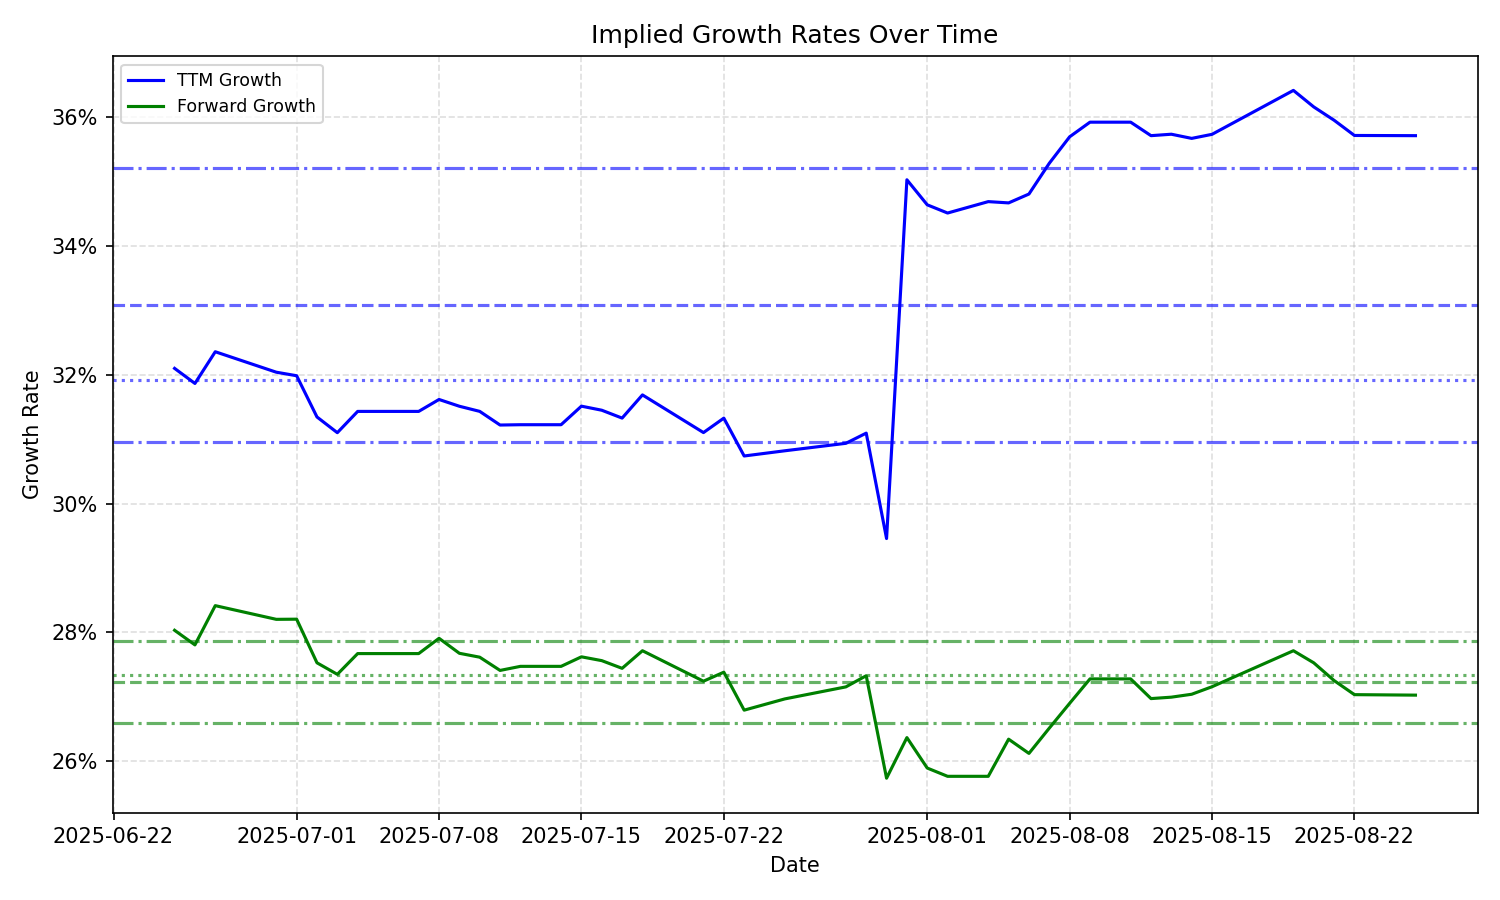 Implied Growth Rates Over Time
TTM Growth
Forward Growth
36%
34%
32%
30%
28%
26%
Growth Rate
2025-06-22 2025-07-01 2025-07-08 2025-07-15 2025-07-22 2025-08-01 2025-08-08 2025-08-15 2025-08-22
Date